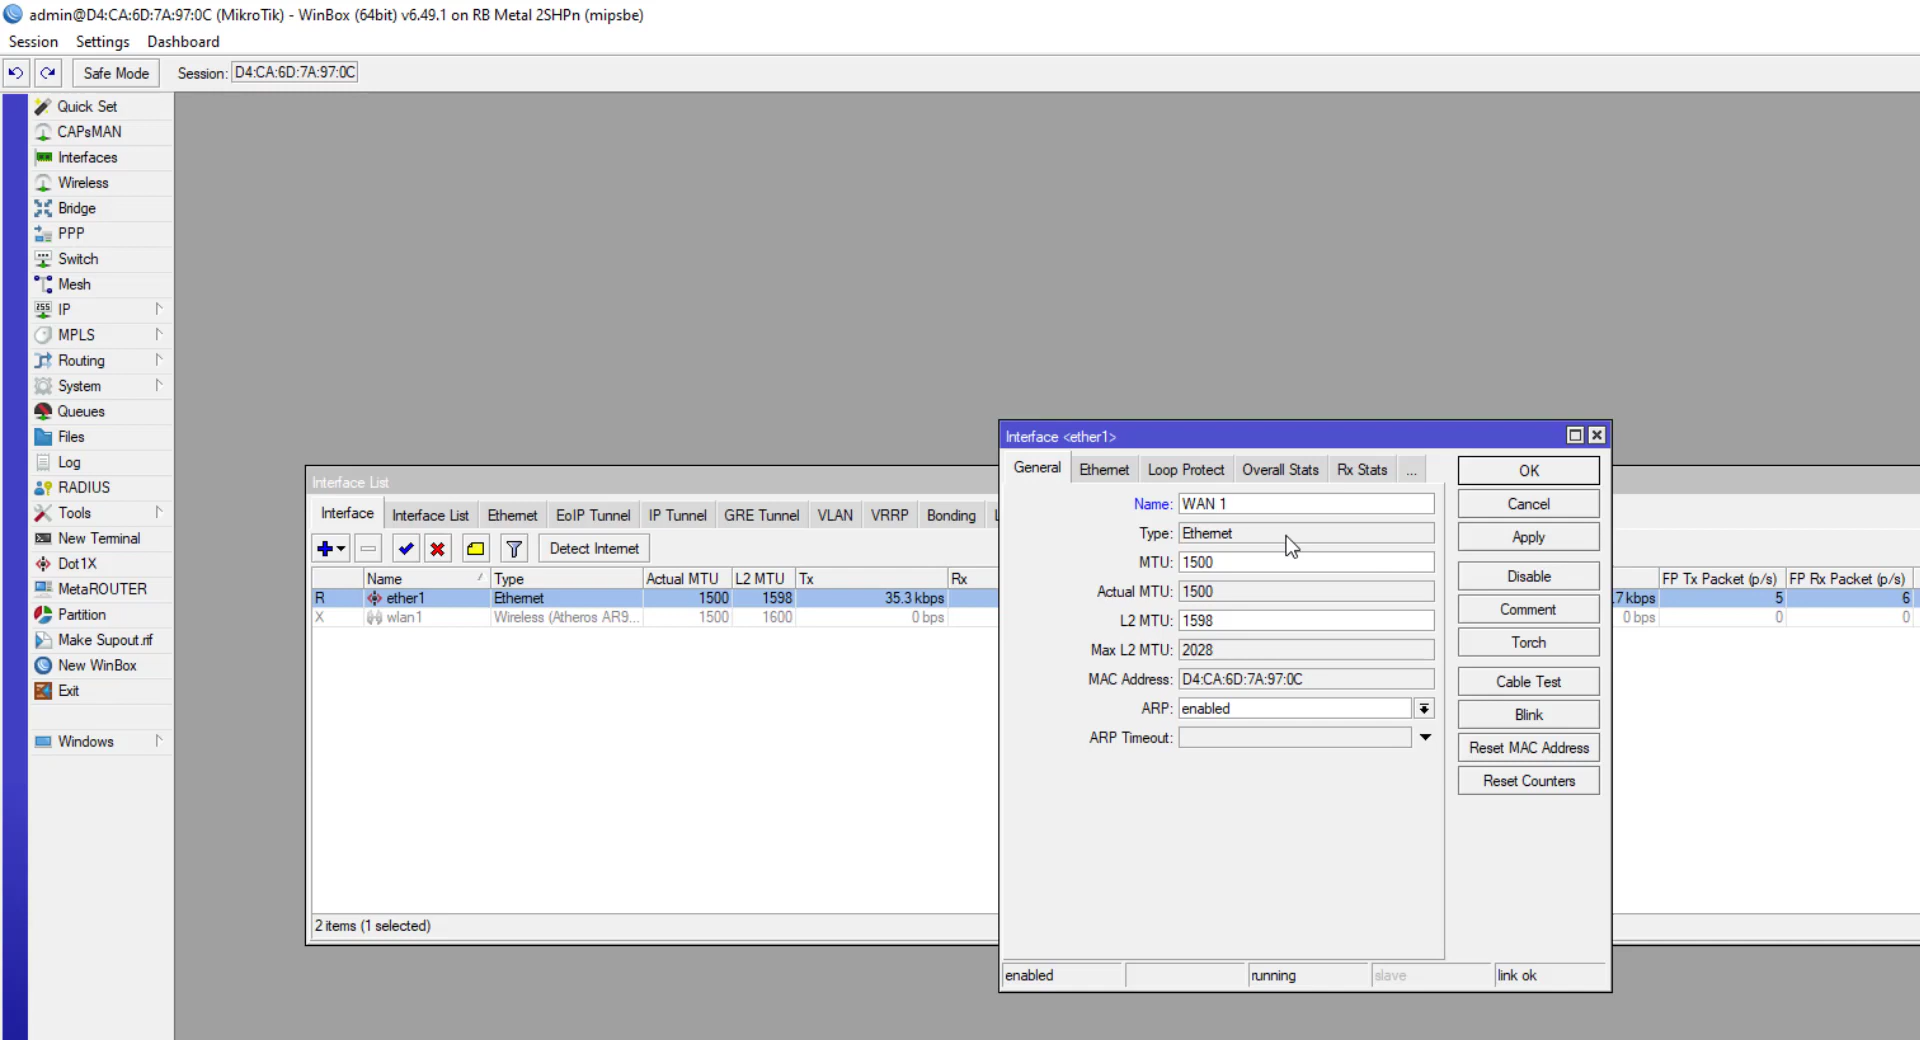 admin@D4:CA:6D:7A:97:0C (MikroTik) - WinBox (64bit) v6.49.1 on RB Metal 2SHPn (mipsbe)
Session Settings Dashboard
Safe Mode Session: D4:CA:6D:7A:97:0C
Quick Set
CAPsMAN
Interfaces
Wireless
Bridge
PPP
Switch
Mesh
IP
MPLS
Routing
System
Queues
Files
Log
RADIUS
Tools
New Terminal
Dot1X
MetaROUTER
Partition
Make Supout.rif
New WinBox
Exit
Windows
Interface List
Interface Interface List Ethernet EoIP Tunnel IP Tunnel GRE Tunnel VLAN VRRP Bonding
Detect Internet
Name Type Actual MTU L2 MTU Tx Rx FP Tx Packet (p/s) FP Rx Packet (p/s)
R ether1 Ethernet 1500 1598 35.3 kbps .7 kbps 5 6
X wlan1 Wireless (Atheros AR9... 1500 1600 0 bps 0 bps 0 0
2 items (1 selected)
Interface <ether1>
General Ethernet Loop Protect Overall Stats Rx Stats ...
Name: WAN 1
Type: Ethernet
MTU: 1500
Actual MTU: 1500
L2 MTU: 1598
Max L2 MTU: 2028
MAC Address: D4:CA:6D:7A:97:0C
ARP: enabled
ARP Timeout:
OK
Cancel
Apply
Disable
Comment
Torch
Cable Test
Blink
Reset MAC Address
Reset Counters
enabled running slave link ok